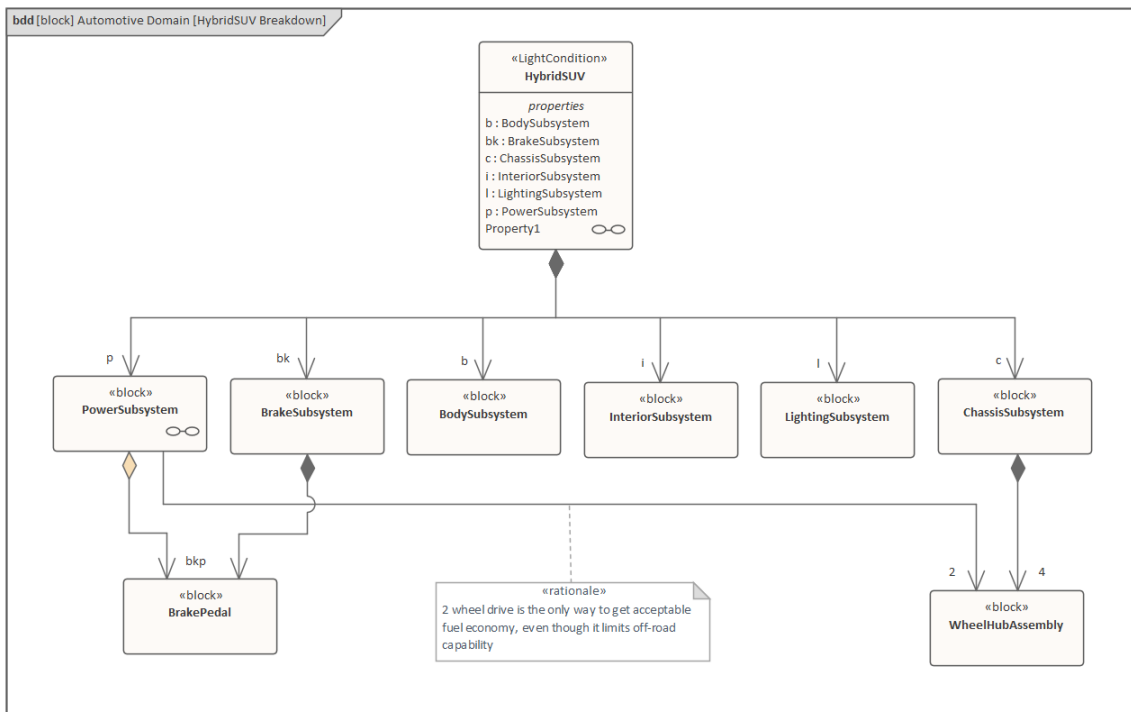 bdd [block] Automotive Domain [HybridSUV Breakdown]
«LightCondition»
HybridSUV
properties
b : BodySubsystem
bk : BrakeSubsystem
c : ChassisSubsystem
i : InteriorSubsystem
l : LightingSubsystem
p : PowerSubsystem
Property1
p
bk
b
i
l
c
«block»
PowerSubsystem
«block»
BrakeSubsystem
«block»
BodySubsystem
«block»
InteriorSubsystem
«block»
LightingSubsystem
«block»
ChassisSubsystem
bkp
2
4
«block»
BrakePedal
«rationale»
2 wheel drive is the only way to get acceptable
fuel economy, even though it limits off-road
capability
«block»
WheelHubAssembly